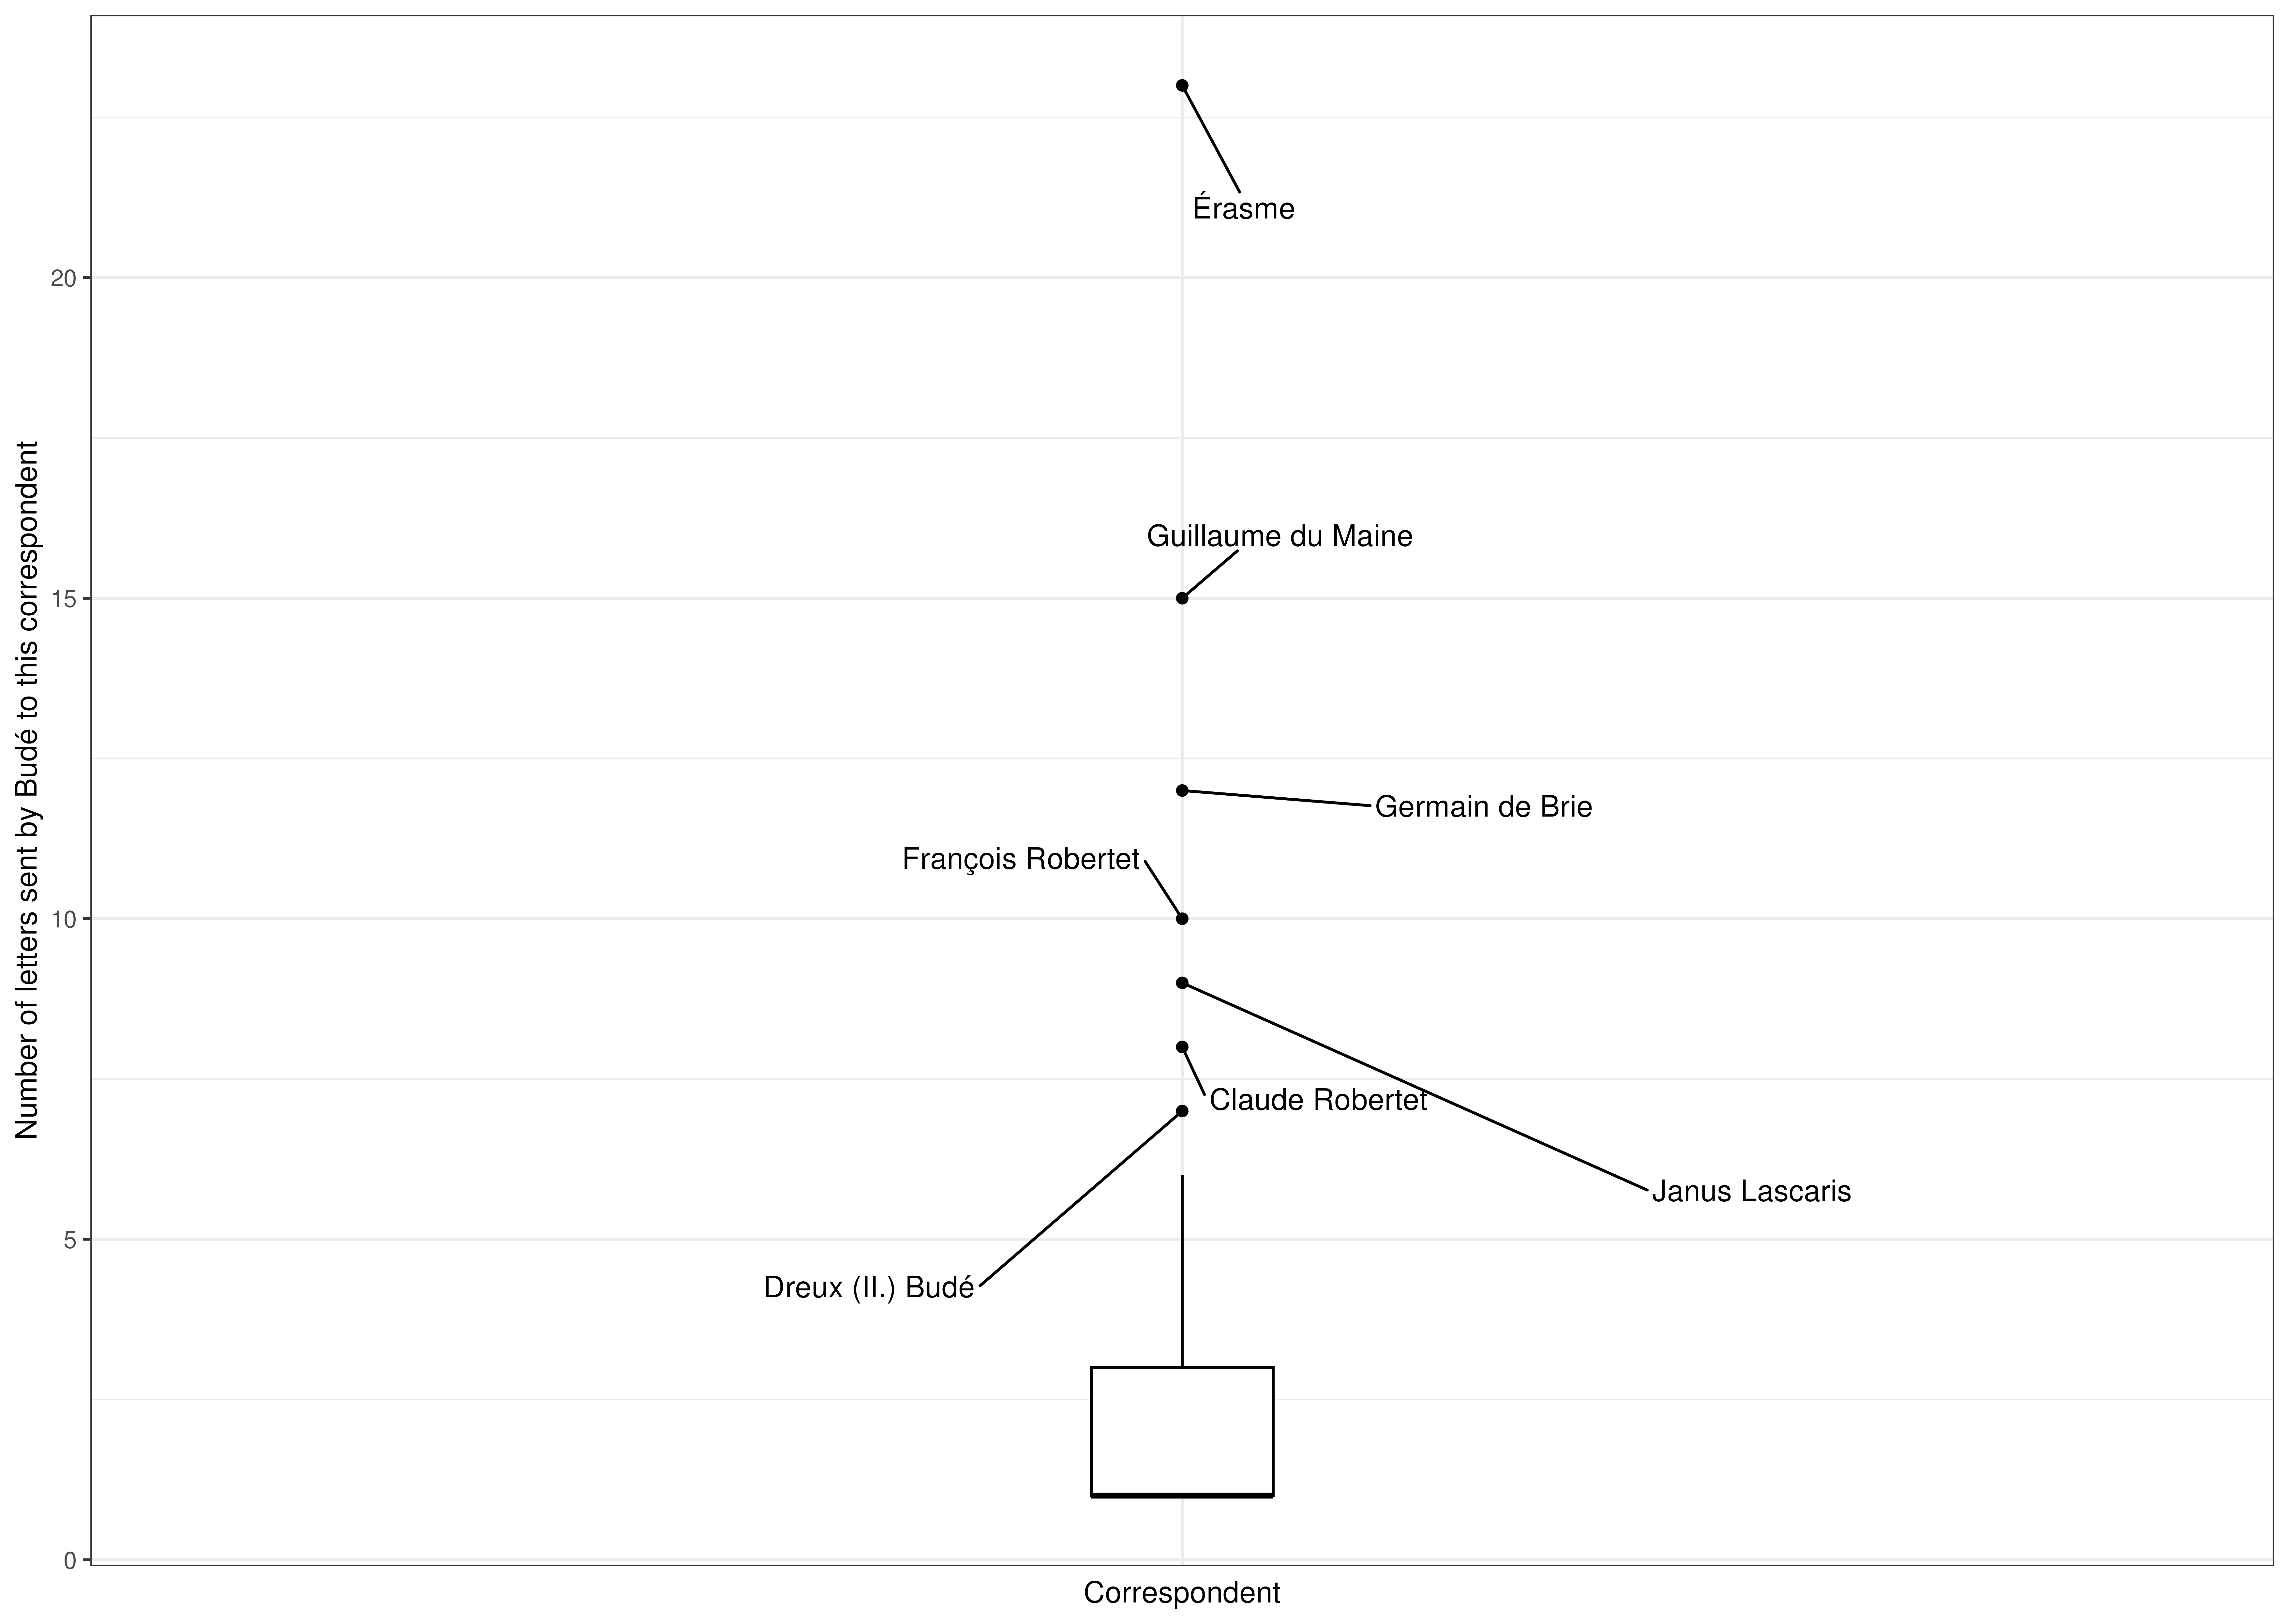 Érasme
20
Guillaume du Maine
15
Germain de Brie
François Robertet
10
Claude Robertet
Janus Lascaris
5
Dreux (II.) Budé
0
Correspondent
Number of letters sent by Budé to this correspondent